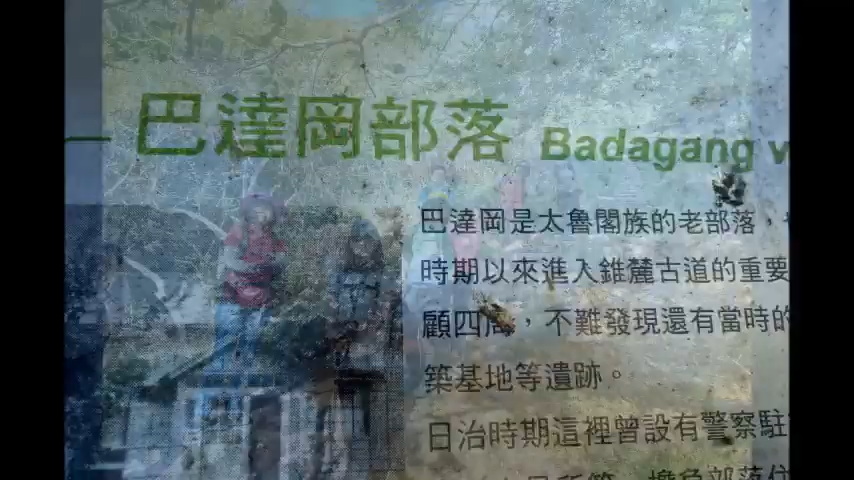 巴達岡部落 Badagang
巴達岡是太魯閣族的老部落，
時期以來進入錐麓古道的重要
顧四周，不難發現還有當時的
築基地等遺跡。
日治時期這裡曾設有警察駐